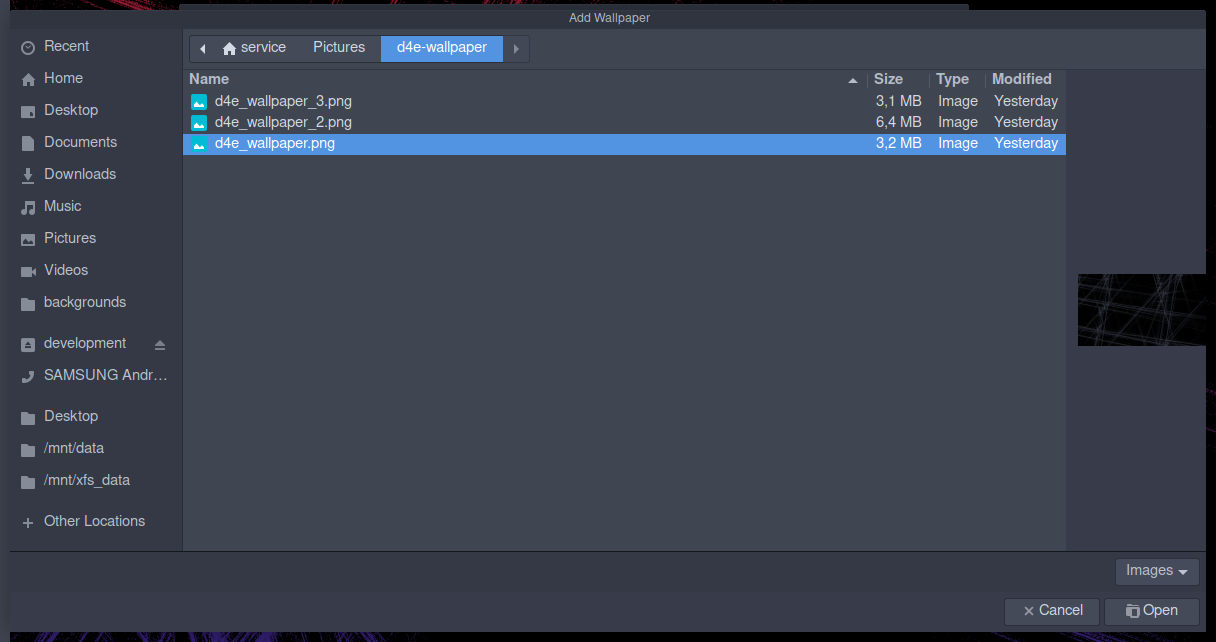 Add Wallpaper
Recent
Home
Desktop
Documents
Downloads
Music
Pictures
Videos
backgrounds
development
SAMSUNG Andr…
Desktop
/mnt/data
/mnt/xfs_data
Other Locations
service Pictures d4e-wallpaper
Name Size Type Modified
d4e_wallpaper_3.png 3,1 MB Image Yesterday
d4e_wallpaper_2.png 6,4 MB Image Yesterday
d4e_wallpaper.png 3,2 MB Image Yesterday
Images
Cancel Open